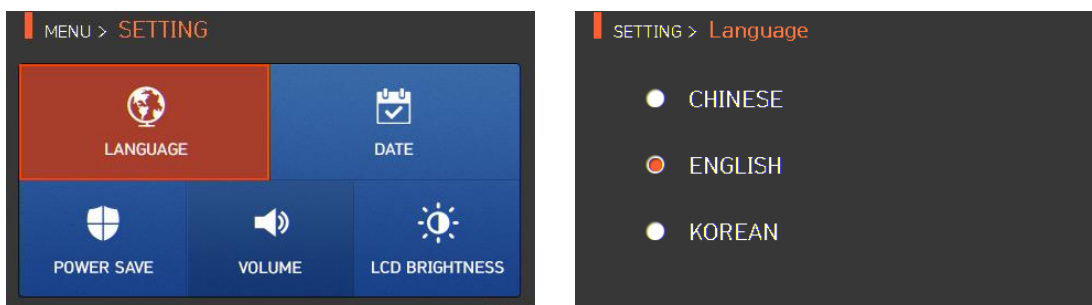 MENU > SETTING
LANGUAGE
DATE
POWER SAVE
VOLUME
LCD BRIGHTNESS
SETTING > Language
CHINESE
ENGLISH
KOREAN